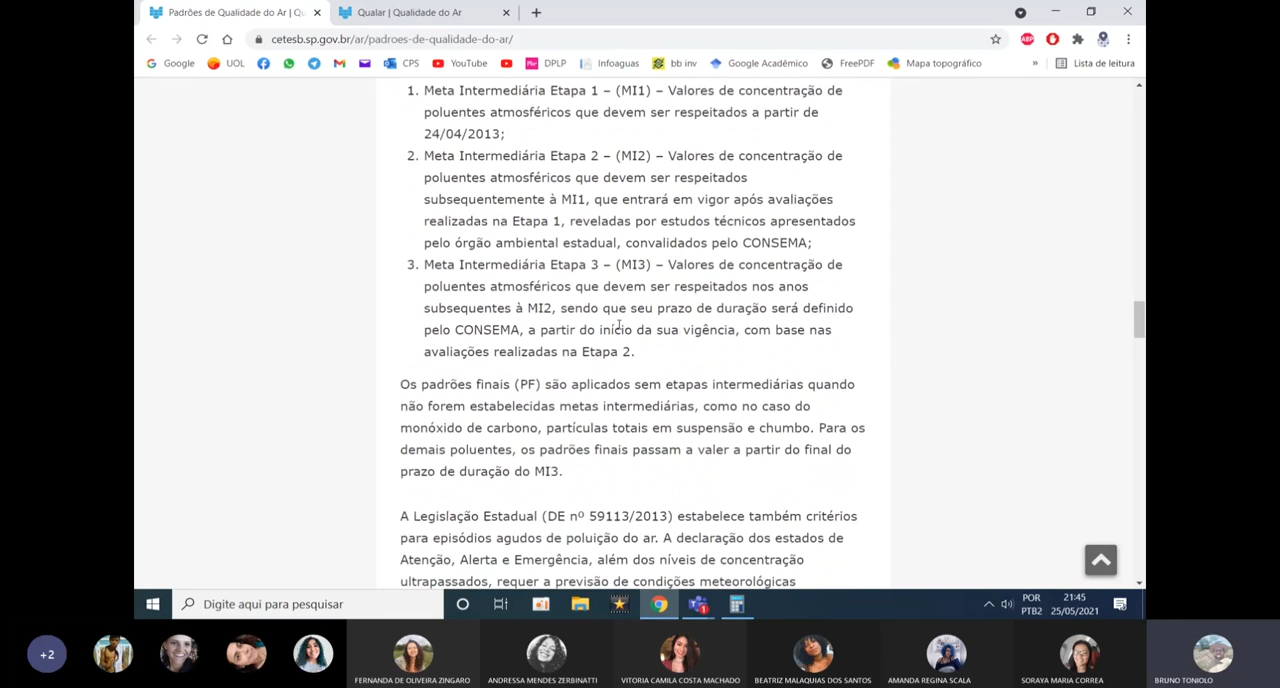 Padrões de Qualidade do Ar | Qu
Qualar | Qualidade do Ar
cetesb.sp.gov.br/ar/padroes-de-qualidade-do-ar/
ABP
Google
UOL
CPS
YouTube
DPLP
Infoaguas
bb inv
Google Acadêmico
FreePDF
Mapa topográfico
»
Lista de leitura
1. Meta Intermediária Etapa 1 – (MI1) – Valores de concentração de
poluentes atmosféricos que devem ser respeitados a partir de
24/04/2013;
2. Meta Intermediária Etapa 2 – (MI2) – Valores de concentração de
poluentes atmosféricos que devem ser respeitados
subsequentemente à MI1, que entrará em vigor após avaliações
realizadas na Etapa 1, reveladas por estudos técnicos apresentados
pelo órgão ambiental estadual, convalidados pelo CONSEMA;
3. Meta Intermediária Etapa 3 – (MI3) – Valores de concentração de
poluentes atmosféricos que devem ser respeitados nos anos
subsequentes à MI2, sendo que seu prazo de duração será definido
pelo CONSEMA, a partir do início da sua vigência, com base nas
avaliações realizadas na Etapa 2.
Os padrões finais (PF) são aplicados sem etapas intermediárias quando
não forem estabelecidas metas intermediárias, como no caso do
monóxido de carbono, partículas totais em suspensão e chumbo. Para os
demais poluentes, os padrões finais passam a valer a partir do final do
prazo de duração do MI3.
A Legislação Estadual (DE nº 59113/2013) estabelece também critérios
para episódios agudos de poluição do ar. A declaração dos estados de
Atenção, Alerta e Emergência, além dos níveis de concentração
ultrapassados, requer a previsão de condições meteorológicas
Digite aqui para pesquisar
POR
PTB2
21:45
25/05/2021
+2
FERNANDA DE OLIVEIRA ZINGARO
ANDRESSA MENDES ZERBINATTI
VITORIA CAMILA COSTA MACHADO
BEATRIZ MALAQUIAS DOS SANTOS
AMANDA REGINA SCALA
SORAYA MARIA CORREA
BRUNO TONIOLO